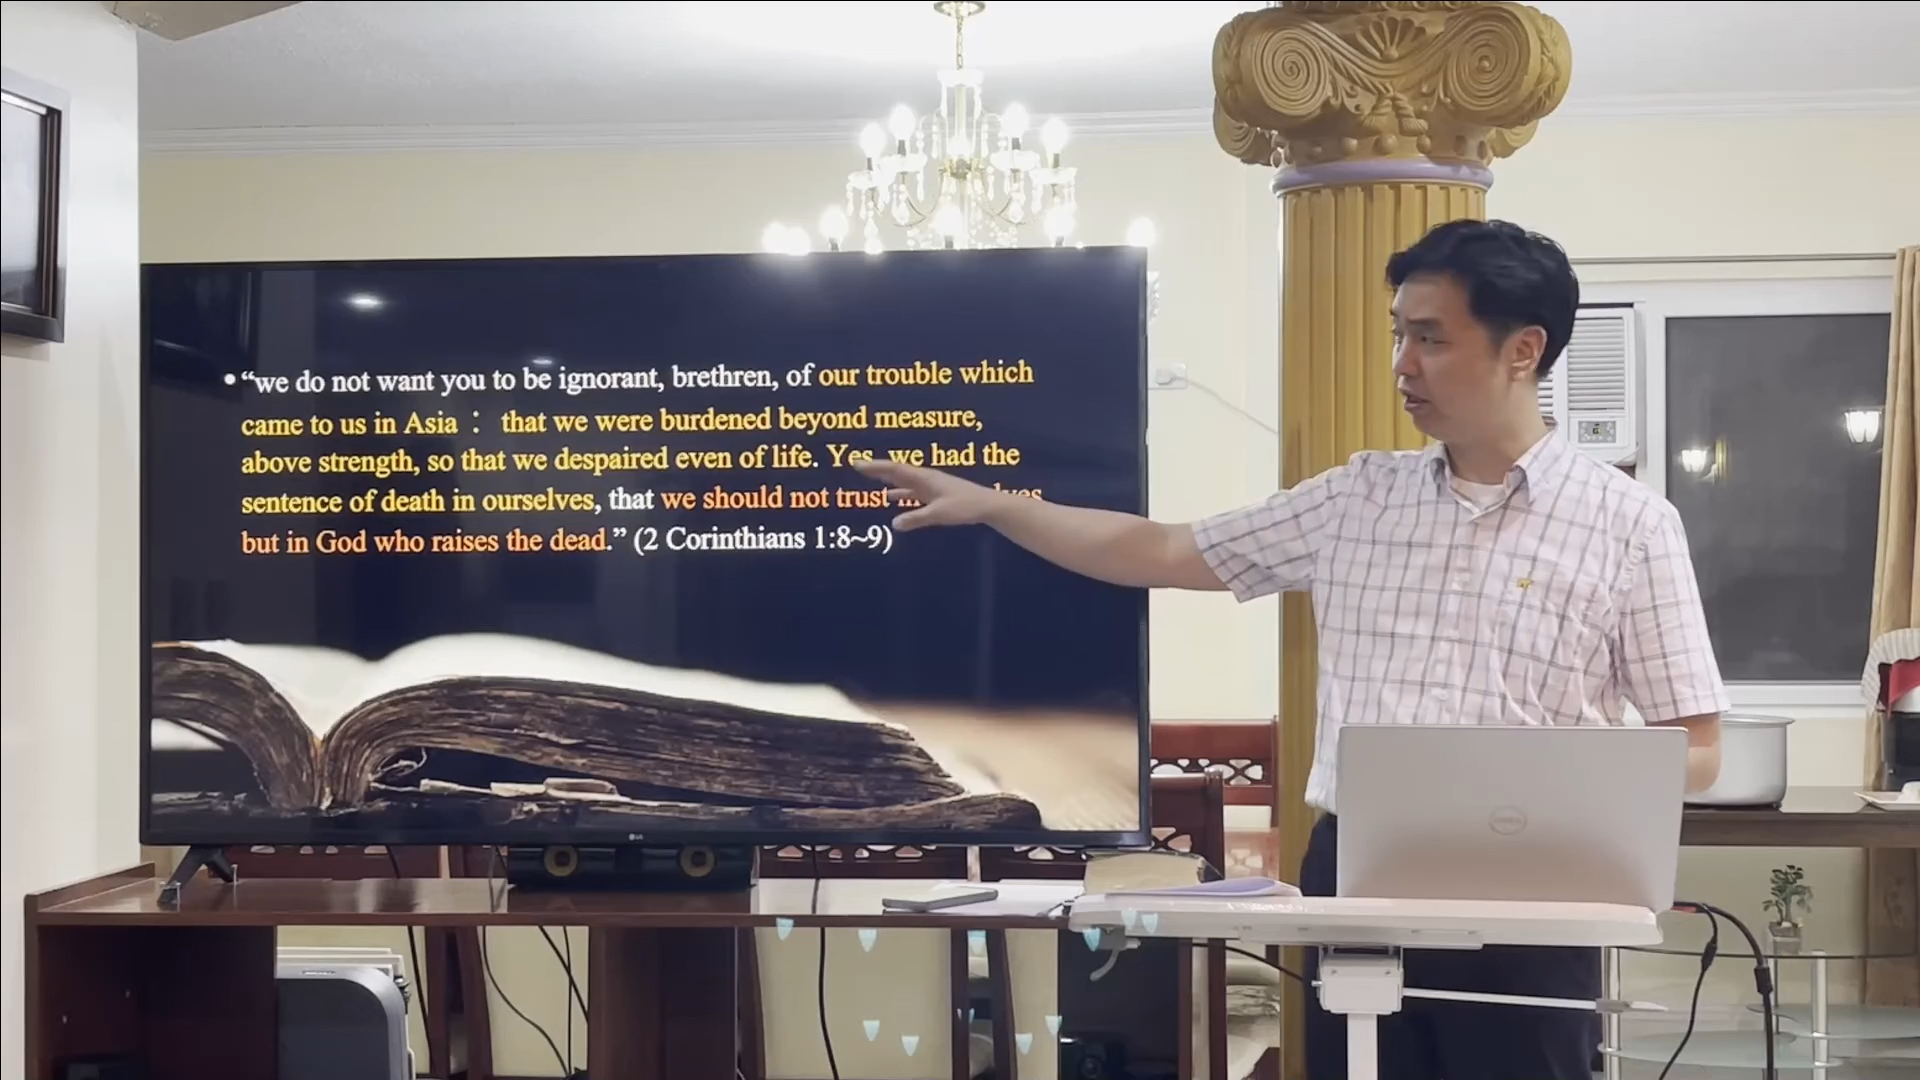 • “we do not want you to be ignorant, brethren, of our trouble which
came to us in Asia： that we were burdened beyond measure,
above strength, so that we despaired even of life. Yes, we had the
sentence of death in ourselves, that we should not trust
but in God who raises the dead.” (2 Corinthians 1:8~9)
LG
DELL